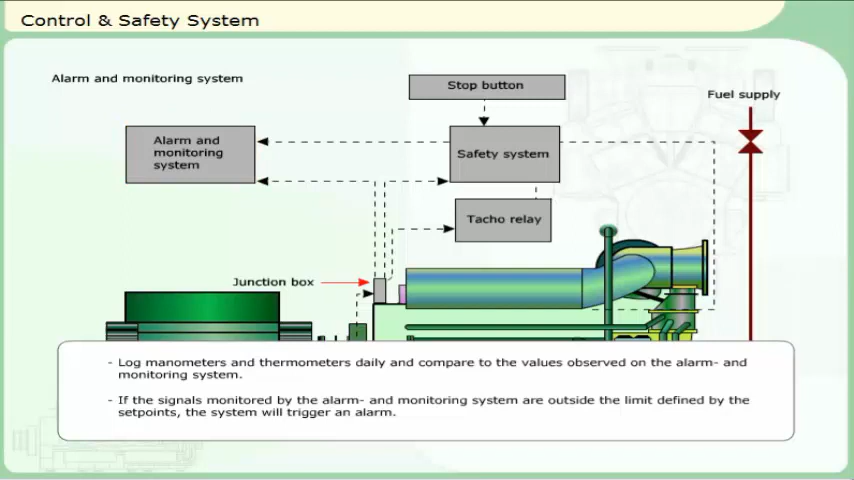 Control & Safety System
Alarm and monitoring system
Stop button
Fuel supply
Alarm and
monitoring
system
Safety system
Tacho relay
Junction box
- Log manometers and thermometers daily and compare to the values observed on the alarm- and
monitoring system.
- If the signals monitored by the alarm- and monitoring system are outside the limit defined by the
setpoints, the system will trigger an alarm.